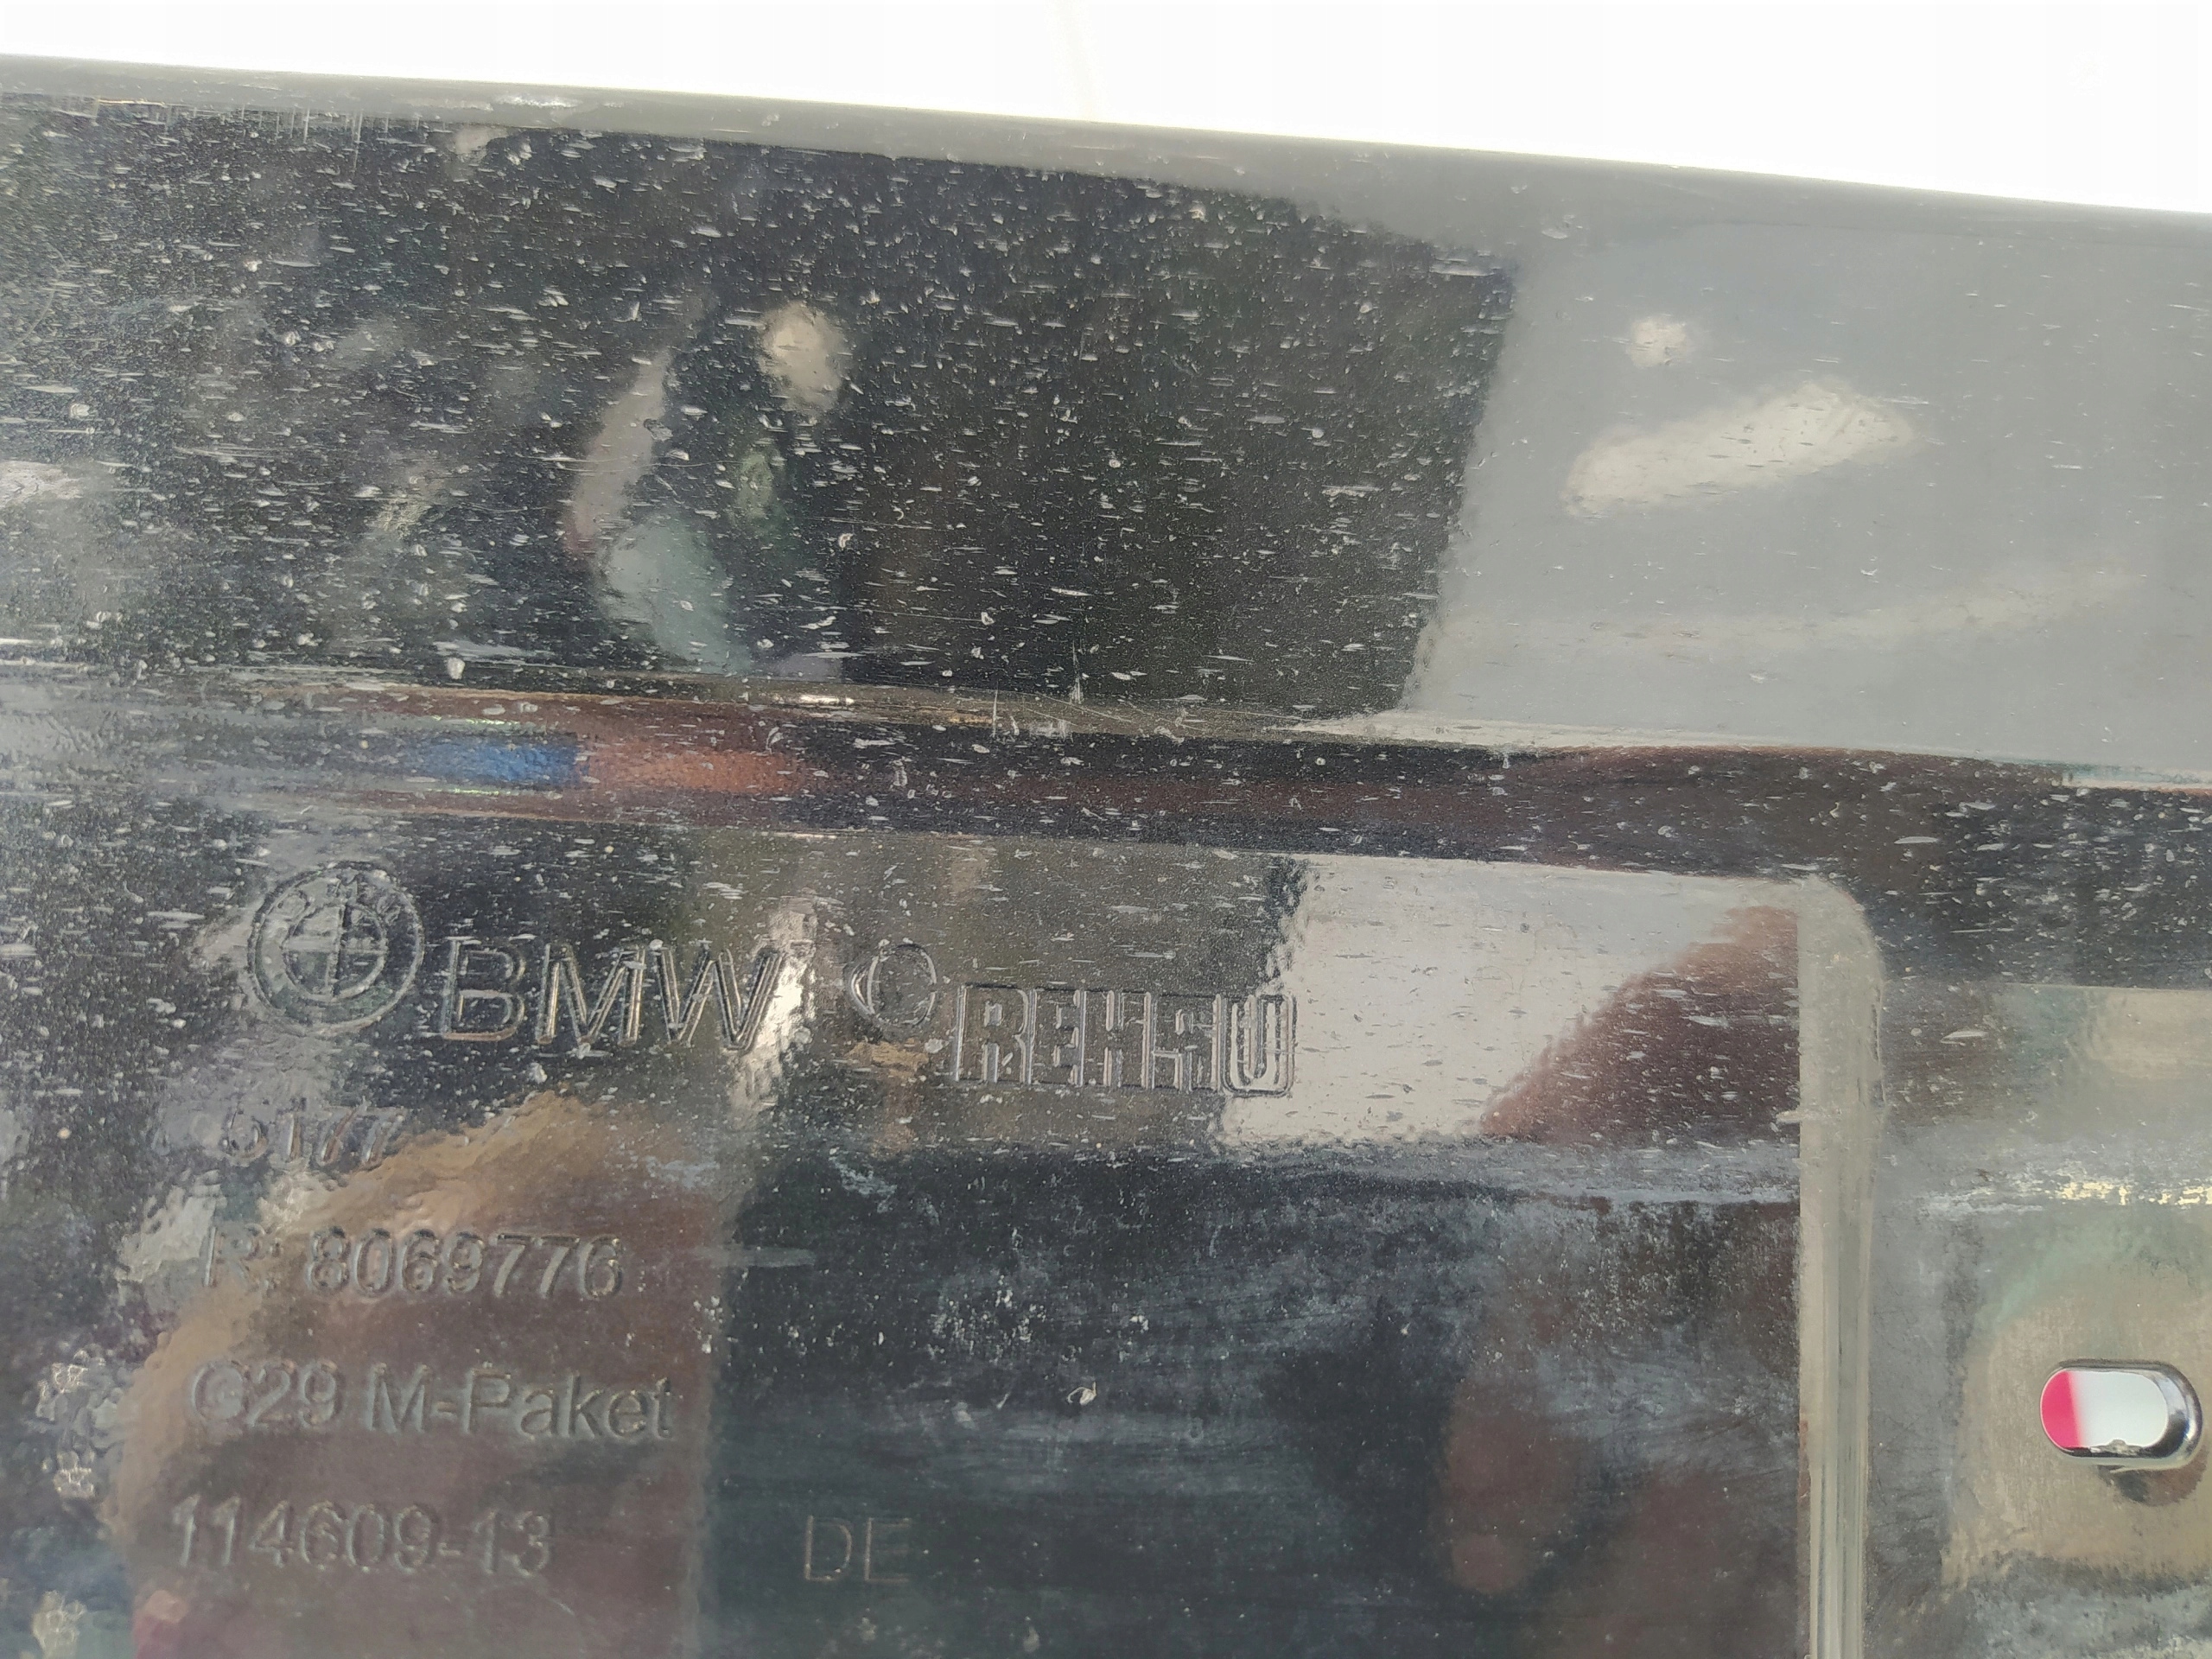 BMW © REHAU
5177
R: 8069776
G29 M-Paket
114609-13 DE